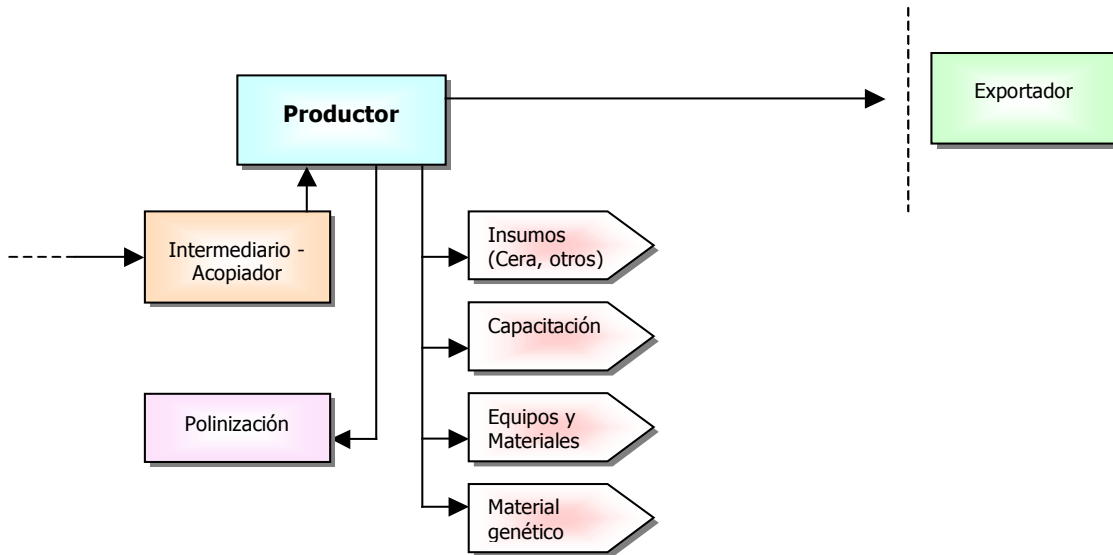 Productor
Exportador
Intermediario -
Acopiador
Insumos
(Cera, otros)
Capacitación
Polinización
Equipos y
Materiales
Material
genético